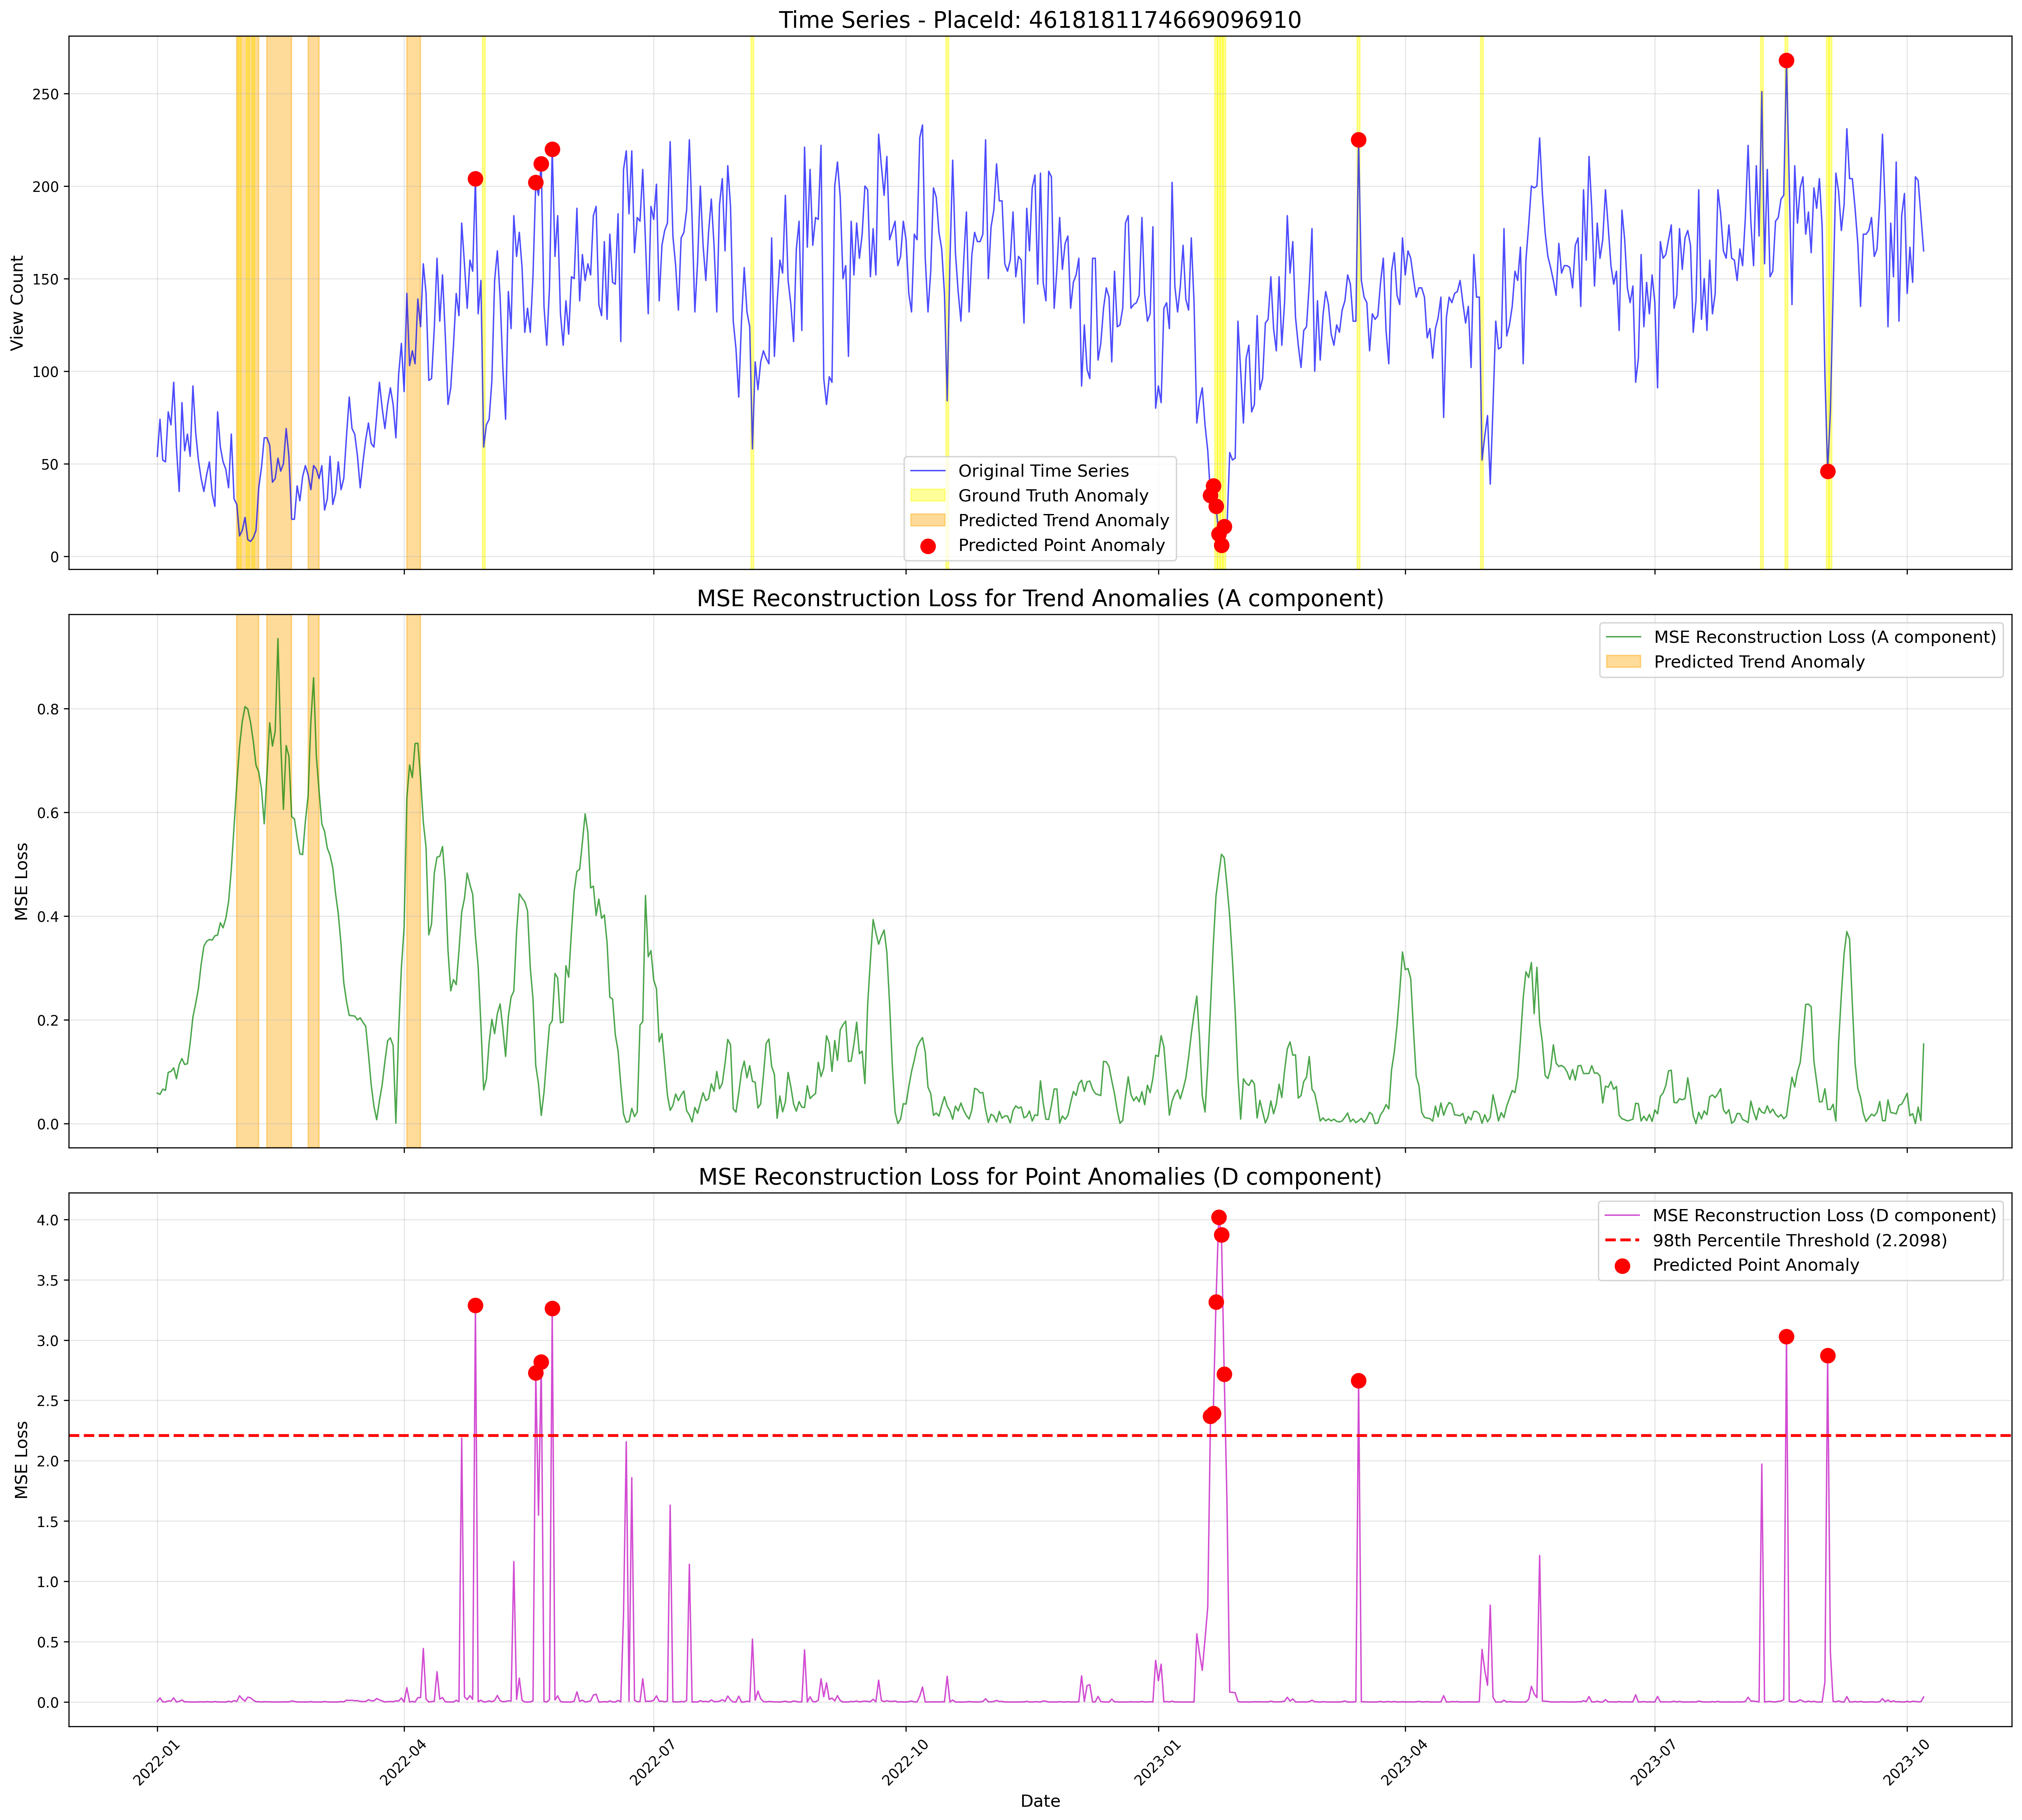 Time Series - PlaceId: 4618181174669096910
View Count
250
200
150
100
50
0
Original Time Series
Ground Truth Anomaly
Predicted Trend Anomaly
Predicted Point Anomaly
MSE Reconstruction Loss for Trend Anomalies (A component)
MSE Loss
0.8
0.6
0.4
0.2
0.0
MSE Reconstruction Loss (A component)
Predicted Trend Anomaly
MSE Reconstruction Loss for Point Anomalies (D component)
MSE Loss
4.0
3.5
3.0
2.5
2.0
1.5
1.0
0.5
0.0
MSE Reconstruction Loss (D component)
98th Percentile Threshold (2.2098)
Predicted Point Anomaly
2022-01
2022-04
2022-07
2022-10
2023-01
2023-04
2023-07
2023-10
Date